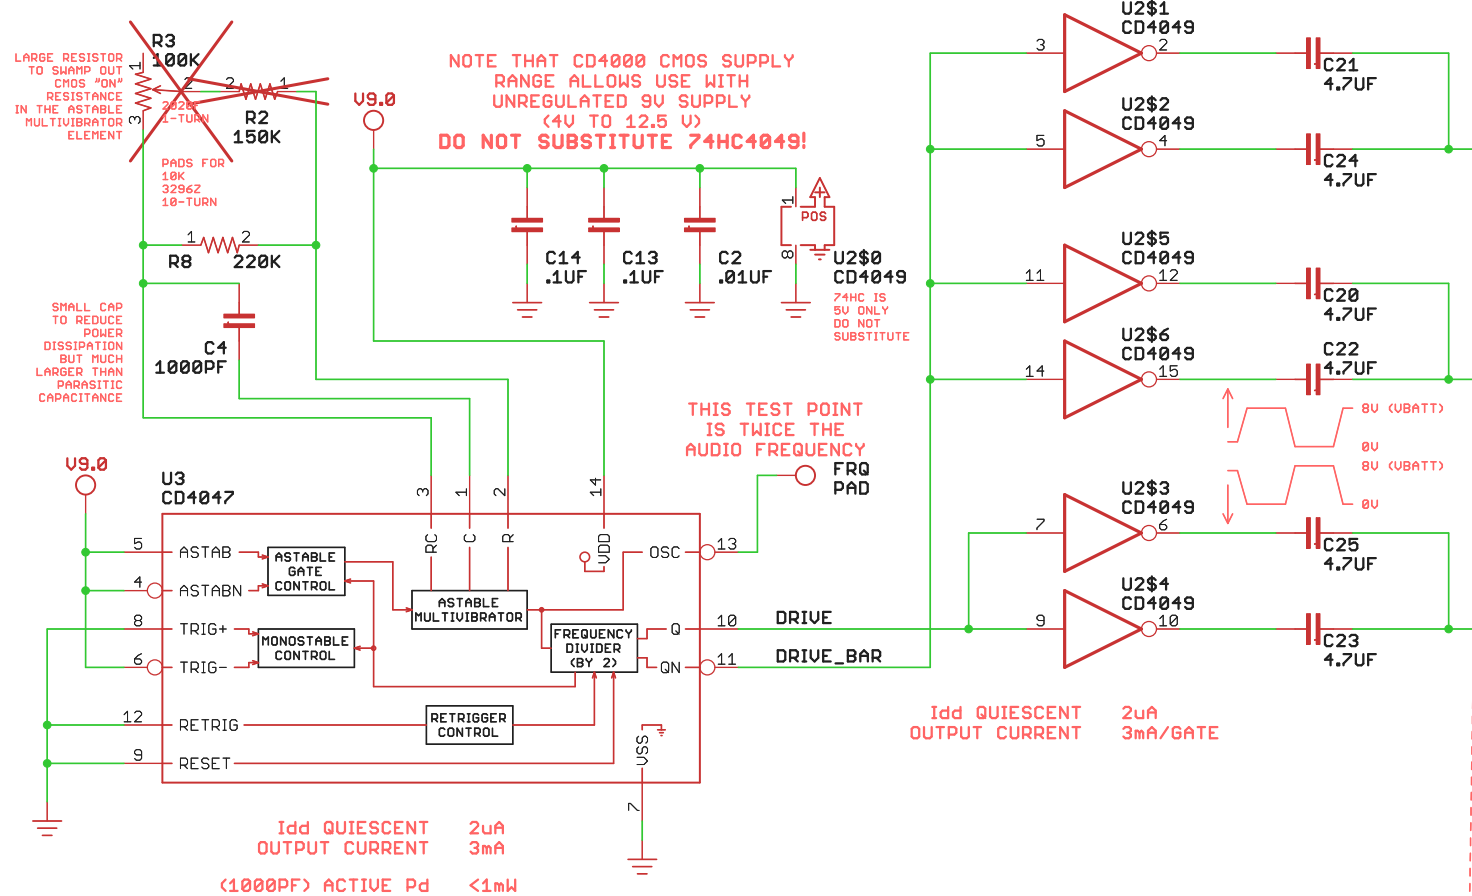 R3
100K
LARGE RESISTOR
TO SWAMP OUT
CMOS "ON"
RESISTANCE
IN THE ASTABLE
MULTIVIBRATOR
ELEMENT
1
2
3
1-TURN
2
1
R2
150K
PADS FOR
10K
3296Z
10-TURN
1
2
R8
220K
SMALL CAP
TO REDUCE
POWER
DISSIPATION
BUT MUCH
LARGER THAN
PARASITIC
CAPACITANCE
C4
1000PF
V9.0
NOTE THAT CD4000 CMOS SUPPLY
RANGE ALLOWS USE WITH
UNREGULATED 9V SUPPLY
(4V TO 12.5 V)
DO NOT SUBSTITUTE 74HC4049!
C14
.1UF
C13
.1UF
C2
.01UF
1
POS
8
U2$0
CD4049
74HC IS
5V ONLY
DO NOT
SUBSTITUTE
THIS TEST POINT
IS TWICE THE
AUDIO FREQUENCY
FRQ
PAD
V9.0
U3
CD4047
3
1
2
14
RC
C
R
VDD
5
ASTAB
4
ASTABN
8
TRIG+
6
TRIG-
12
RETRIG
9
RESET
ASTABLE
GATE
CONTROL
MONOSTABLE
CONTROL
ASTABLE
MULTIVIBRATOR
FREQUENCY
DIVIDER
(BY 2)
RETRIGGER
CONTROL
OSC
13
Q
10
QN
11
VSS
7
DRIVE
DRIVE_BAR
Idd QUIESCENT 2uA
OUTPUT CURRENT 3mA
(1000PF) ACTIVE Pd <1mW
U2$1
CD4049
3
2
C21
4.7UF
U2$2
CD4049
5
4
C24
4.7UF
U2$5
CD4049
11
12
C20
4.7UF
U2$6
CD4049
14
15
C22
4.7UF
8V (VBATT)
0V
8V (VBATT)
0V
U2$3
CD4049
7
6
C25
4.7UF
U2$4
CD4049
9
10
C23
4.7UF
Idd QUIESCENT 2uA
OUTPUT CURRENT 3mA/GATE